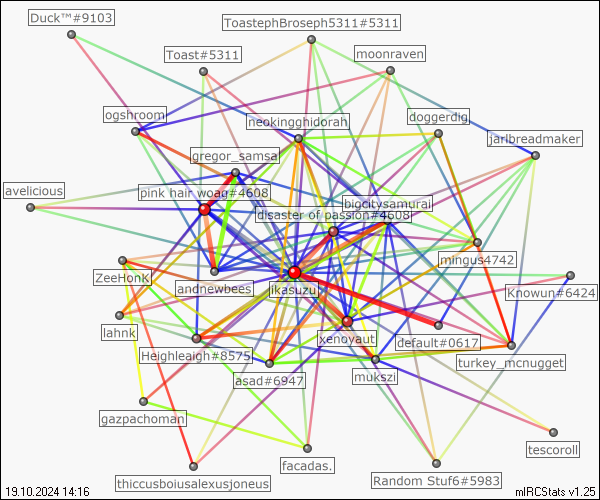 Duck™#9103
ToastephBroseph5311#5311
Toast#5311
moonraven
ogshroom
neokingghidorah
doggerdig
jarlbreadmaker
gregor_samsa
avelicious
pink hair woag#4608
bigcitysamurai
disaster of passion#4608
mingus4742
ZeeHonk
andrewbees
jikasuzu
Knowun#6424
lahnk
Heighleaigh#8575
xenoyaut
default#0617
turkey_mcnugget
asad#6947
mukszi
gazpachoman
tescoroll
thiccusboiusalexusjoneus
facadas.
Random Stuf6#5983
19.10.2024 14:16
mIRCStats v1.25